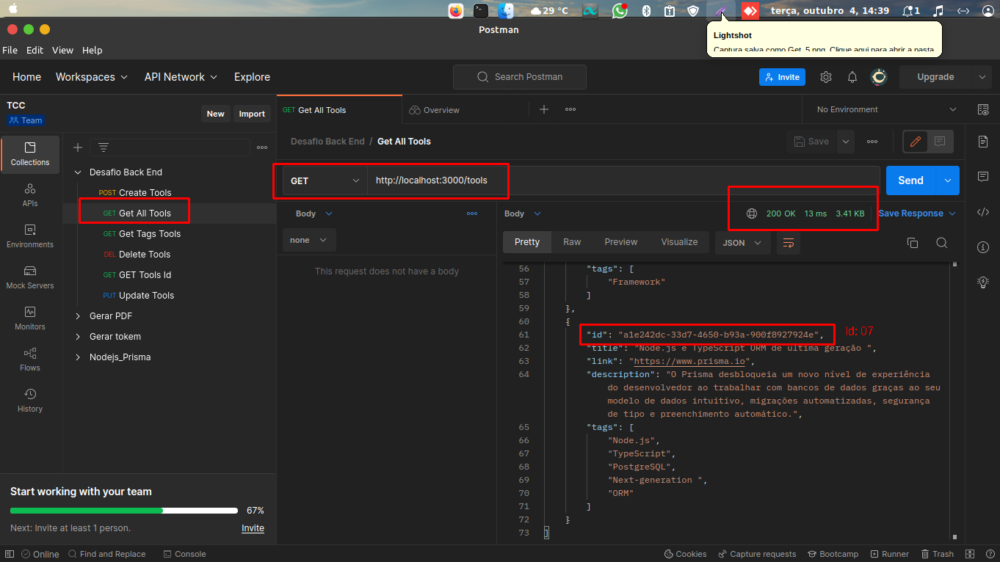 29 °C
terça, outubro 4, 14:39
1
Postman
Lightshot
Captura salva como Get_5.png. Clique aqui para abrir a pasta
File Edit View Help
Home Workspaces API Network Explore
Search Postman
Invite
Upgrade
TCC
Team
New Import
GET Get All Tools
Overview
No Environment
Collections
APIs
Environments
Mock Servers
Monitors
Flows
History
Desafio Back End
POST Create Tools
GET Get All Tools
GET Get Tags Tools
DEL Delete Tools
GET GET Tools Id
PUT Update Tools
Gerar PDF
Gerar tokem
Nodejs_Prisma
Desafio Back End / Get All Tools
Save
GET http://localhost:3000/tools
Send
Body
none
This request does not have a body
Body
200 OK 13 ms 3.41 KB Save Response
Pretty Raw Preview Visualize JSON
56 "tags": [
57 "Framework"
58 ]
59 },
60 {
61 "id": "a1e242dc-33d7-4650-b93a-900f8927924e",
Id: 07
62 "title": "Node.js e TypeScript ORM de última geração ",
63 "link": "https://www.prisma.io",
64 "description": "O Prisma desbloqueia um novo nível de experiência
do desenvolvedor ao trabalhar com bancos de dados graças ao seu
modelo de dados intuitivo, migrações automatizadas, segurança
de tipo e preenchimento automático.",
65 "tags": [
66 "Node.js",
67 "TypeScript",
68 "PostgreSQL",
69 "Next-generation ",
70 "ORM"
71 ]
72 }
73 ]
Start working with your team
67%
Next: Invite at least 1 person. Invite
Online Find and Replace Console
Cookies Capture requests Bootcamp Runner Trash